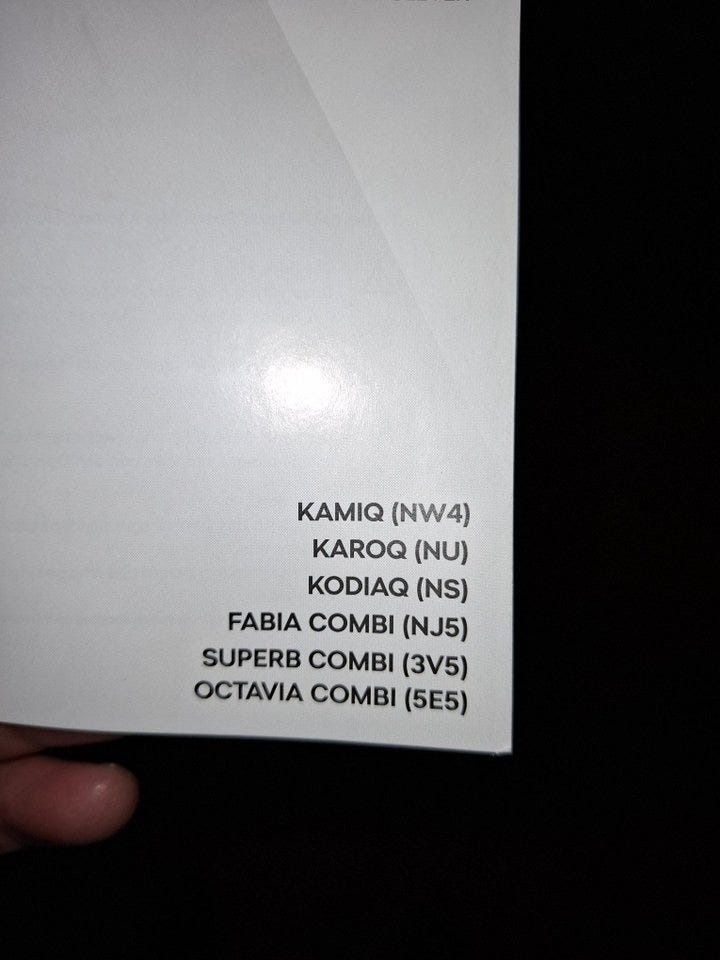 KAMIQ (NW4)
KAROQ (NU)
KODIAQ (NS)
FABIA COMBI (NJ5)
SUPERB COMBI (3V5)
OCTAVIA COMBI (5E5)